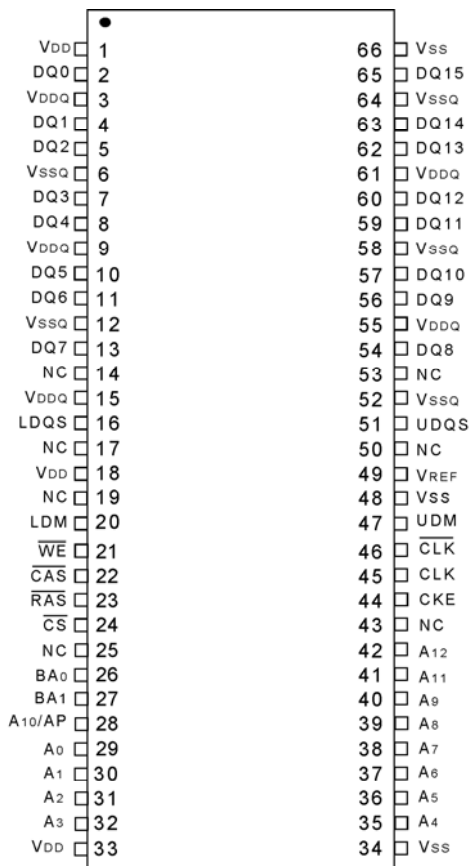 VDD 1 66 VSS
DQ0 2 65 DQ15
VDDQ 3 64 VSSQ
DQ1 4 63 DQ14
DQ2 5 62 DQ13
VSSQ 6 61 VDDQ
DQ3 7 60 DQ12
DQ4 8 59 DQ11
VDDQ 9 58 VSSQ
DQ5 10 57 DQ10
DQ6 11 56 DQ9
VSSQ 12 55 VDDQ
DQ7 13 54 DQ8
NC 14 53 NC
VDDQ 15 52 VSSQ
LDQS 16 51 UDQS
NC 17 50 NC
VDD 18 49 VREF
NC 19 48 VSS
LDM 20 47 UDM
W̅E̅ 21 46 C̅L̅K̅
C̅A̅S̅ 22 45 CLK
R̅A̅S̅ 23 44 CKE
C̅S̅ 24 43 NC
NC 25 42 A12
BA0 26 41 A11
BA1 27 40 A9
A10/AP 28 39 A8
A0 29 38 A7
A1 30 37 A6
A2 31 36 A5
A3 32 35 A4
VDD 33 34 VSS